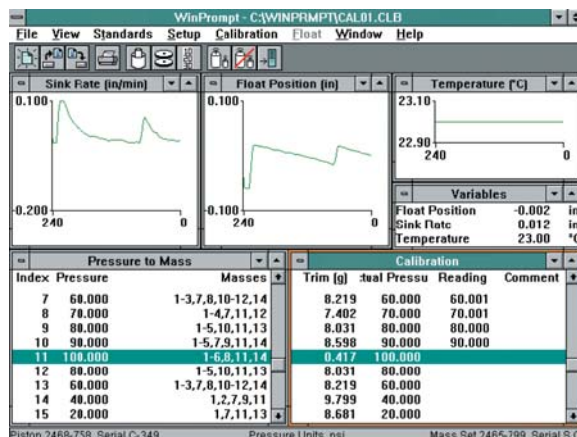 WinPrompt - C:\WINPRMPT\CAL01.CLB
File View Standards Setup Calibration Float Window Help
Sink Rate (in/min)
0.100
-0.200
240 0
Float Position (in)
0.100
-0.100
240 0
Temperature (°C)
23.10
22.90
240 0
Variables
Float Position -0.002 in
Sink Rate 0.012 in
Temperature 23.00
Pressure to Mass
Index Pressure Masses
7 60.000 1-3,7,8,10-12,14
8 70.000 1-4,7,11,12
9 80.000 1-5,10,11,13
10 90.000 1-5,7,9,11,14
11 100.000 1-6,8,11,14
12 80.000 1-5,10,11,13
13 60.000 1-3,7,8,10-12,14
14 40.000 1,2,7,9,11
15 20.000 1,7,11,13
Calibration
Trim (g) :tual Pressu Reading Comment
8.219 60.000 60.001
7.402 70.000 70.001
8.031 80.000 80.000
8.598 90.000 90.000
0.417 100.000
8.031 80.000
8.219 60.000
9.799 40.000
8.681 20.000
Piston 2468-758, Serial C-349 Pressure Units, psi Mass Set 2465-799, Serial S